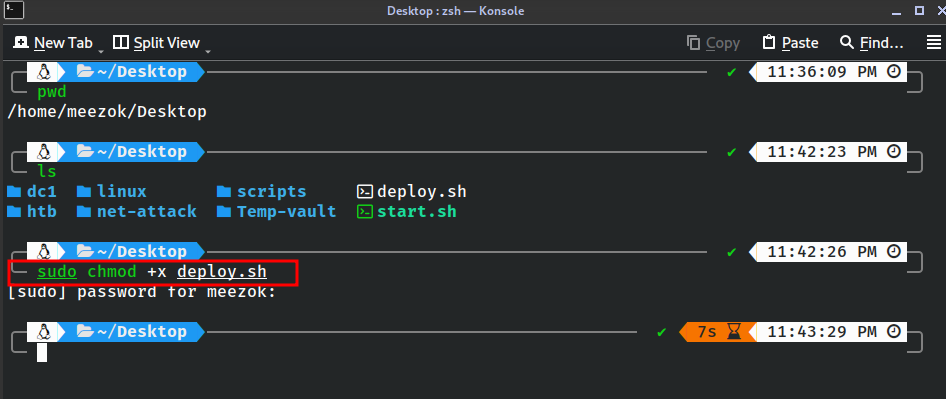 Desktop : zsh — Konsole
New Tab Split View Copy Paste Find...
~/Desktop ✔ 11:36:09 PM
pwd
/home/meezok/Desktop
~/Desktop ✔ 11:42:23 PM
ls
dc1 linux scripts deploy.sh
htb net-attack Temp-vault start.sh
~/Desktop ✔ 11:42:26 PM
sudo chmod +x deploy.sh
[sudo] password for meezok:
~/Desktop ✔ 7s 11:43:29 PM